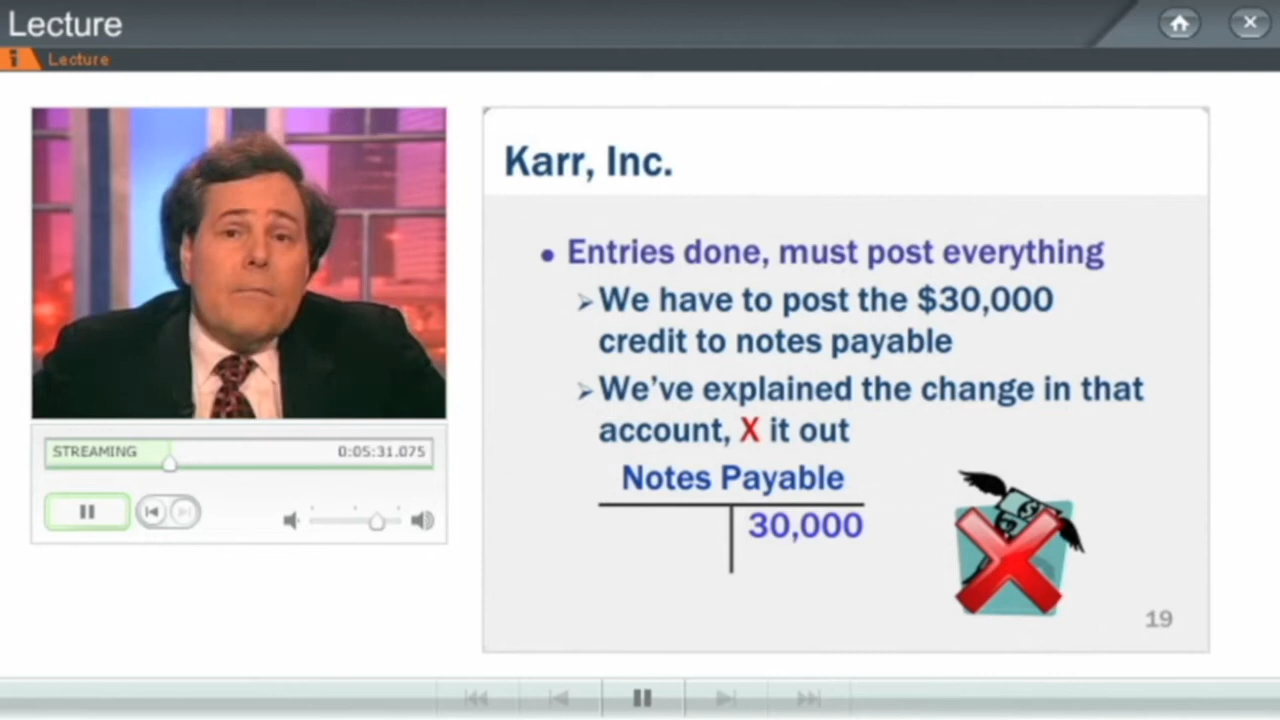 Lecture
i Lecture
Karr, Inc.
• Entries done, must post everything
➢We have to post the $30,000
credit to notes payable
➢We've explained the change in that
account, X it out
Notes Payable
30,000
19
STREAMING 0:05:31.075